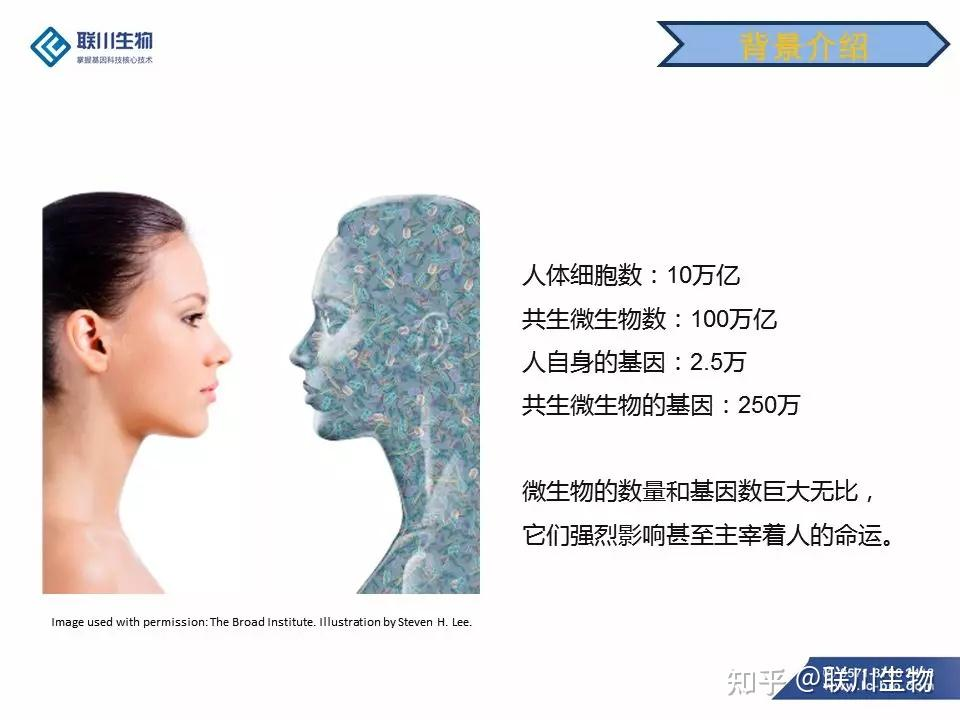 联川生物
掌握基因科技核心技术
背景介绍
人体细胞数：10万亿
共生微生物数：100万亿
人自身的基因：2.5万
共生微生物的基因：250万
微生物的数量和基因数巨大无比，
它们强烈影响甚至主宰着人的命运。
Image used with permission: The Broad Institute. Illustration by Steven H. Lee.
知乎 @联川生物